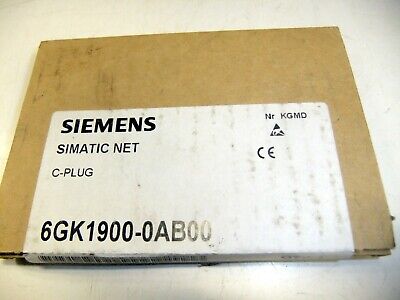 SIEMENS
Nr KGMD
SIMATIC NET
CE
C-PLUG
6GK1900-0AB00